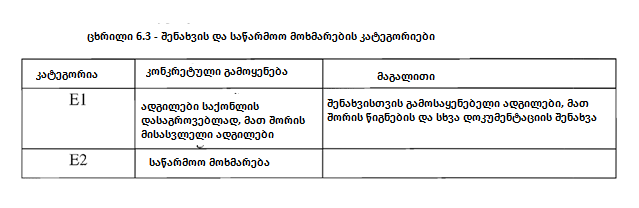 ცხრილი 6.3 - შენახვის და საწარმოო მოხმარების კატეგორიები
კატეგორია
კონკრეტული გამოყენება
მაგალითი
E1
ადგილები საქონლის
დასაგროვებლად, მათ შორის
მისასვლელი ადგილები
შენახვისთვის გამოსაყენებელი ადგილები, მათ
შორის წიგნების და სხვა დოკუმენტაციის შენახვა
E2
საწარმოო მოხმარება